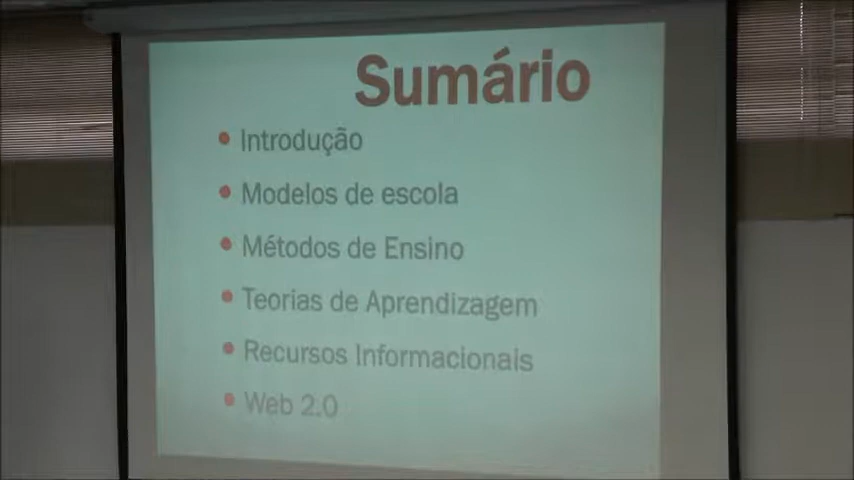 Sumário
Introdução
Modelos de escola
Métodos de Ensino
Teorias de Aprendizagem
Recursos Informacionais
Web 2.0